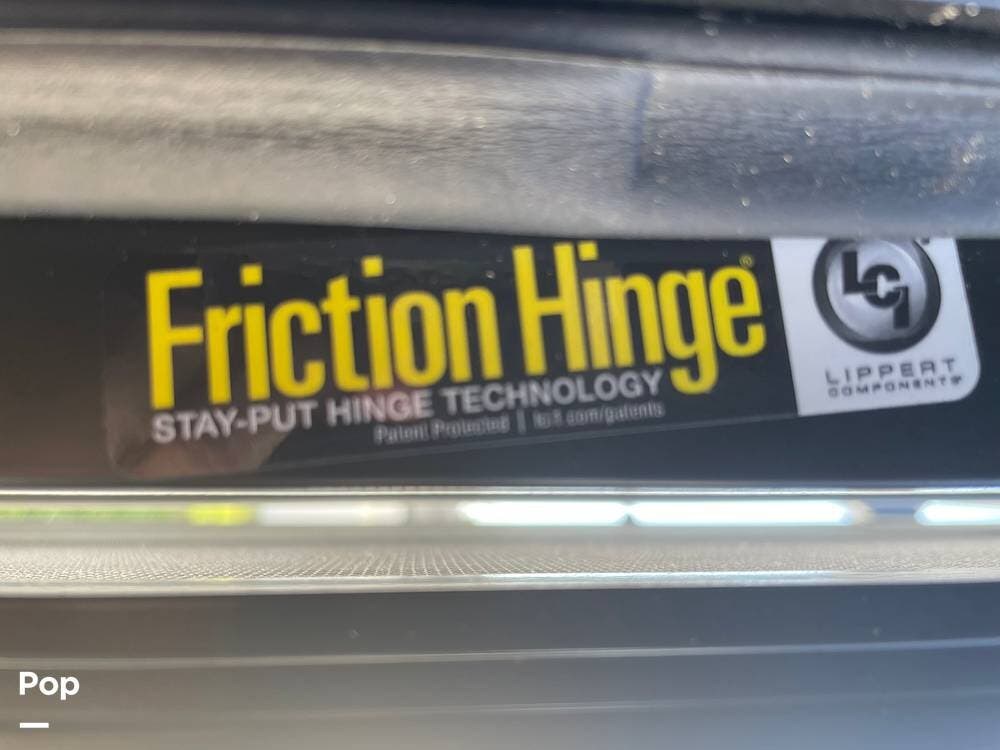 Friction Hinge®
STAY-PUT HINGE TECHNOLOGY
Patent Protected | lci1.com/patents
LCI
LIPPERT
COMPONENTS®
Pop